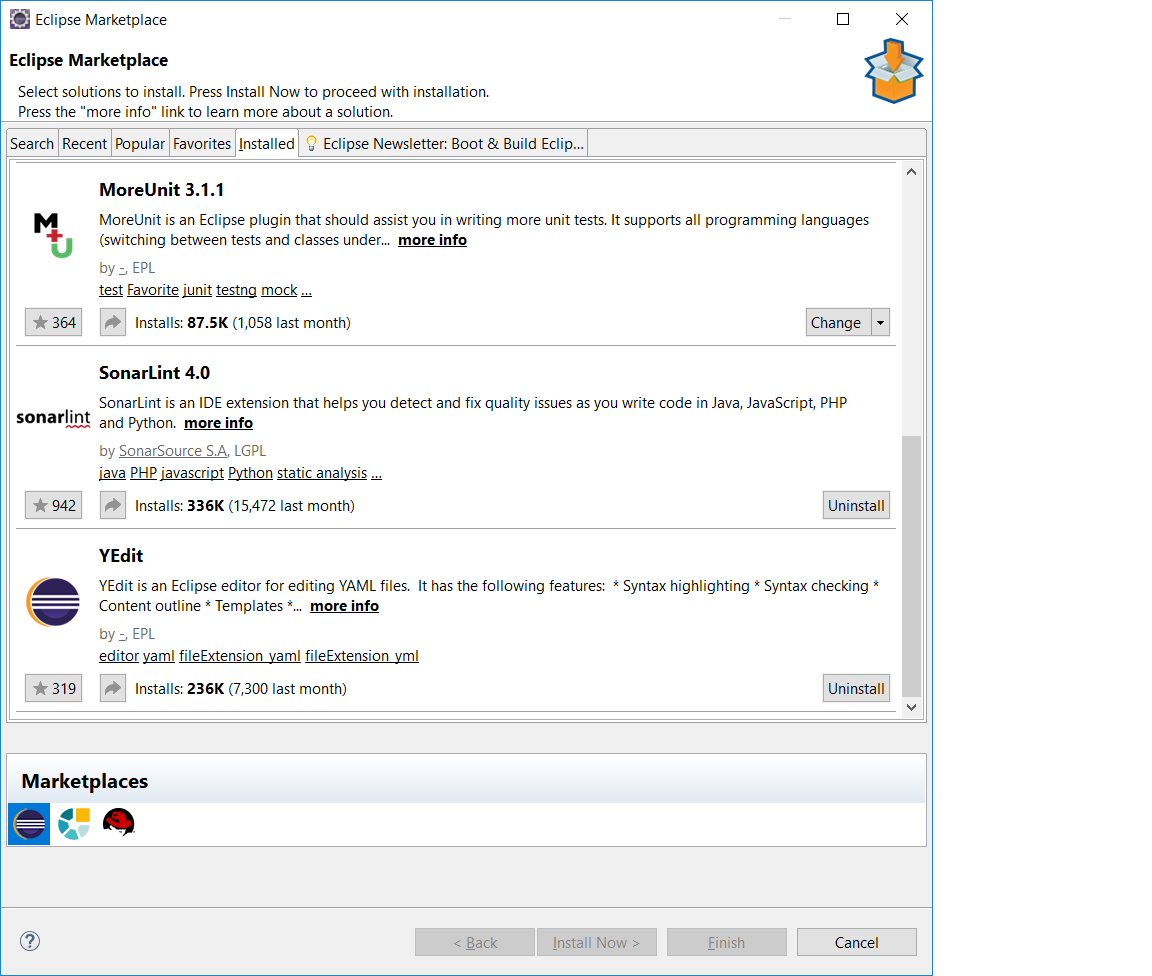 Eclipse Marketplace
Eclipse Marketplace
Select solutions to install. Press Install Now to proceed with installation.
Press the "more info" link to learn more about a solution.
Search Recent Popular Favorites Installed Eclipse Newsletter: Boot & Build Eclip...
MoreUnit 3.1.1
M+U
MoreUnit is an Eclipse plugin that should assist you in writing more unit tests. It supports all programming languages
(switching between tests and classes under... more info
by -, EPL
test Favorite junit testng mock ...
364 Installs: 87.5K (1,058 last month) Change
SonarLint 4.0
sonarlint
SonarLint is an IDE extension that helps you detect and fix quality issues as you write code in Java, JavaScript, PHP
and Python. more info
by SonarSource S.A, LGPL
java PHP javascript Python static analysis ...
942 Installs: 336K (15,472 last month) Uninstall
YEdit
YEdit is an Eclipse editor for editing YAML files. It has the following features: * Syntax highlighting * Syntax checking *
Content outline * Templates *... more info
by -, EPL
editor yaml fileExtension_yaml fileExtension_yml
319 Installs: 236K (7,300 last month) Uninstall
Marketplaces
? < Back Install Now > Finish Cancel